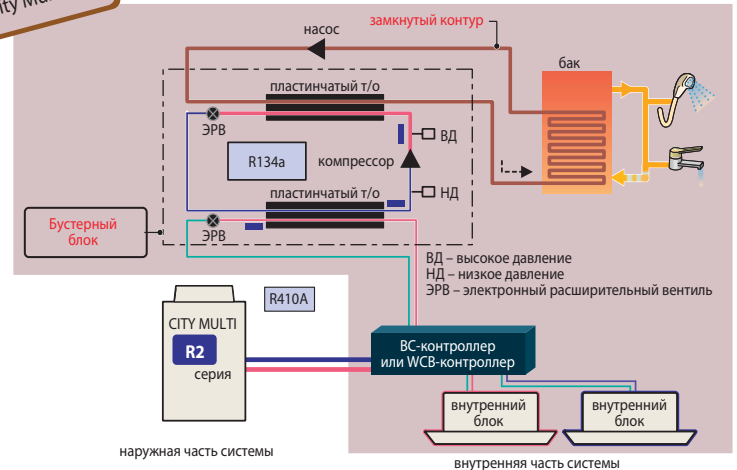 замкнутый контур
насос
бак
пластинчатый т/о
ЭРВ
ВД
R134a
компрессор
пластинчатый т/о
НД
Бустерный
блок
ЭРВ
ВД – высокое давление
НД – низкое давление
ЭРВ – электронный расширительный вентиль
R410A
CITY MULTI
R2
серия
BC-контроллер
или WCB-контроллер
внутренний
блок
внутренний
блок
наружная часть системы
внутренняя часть системы